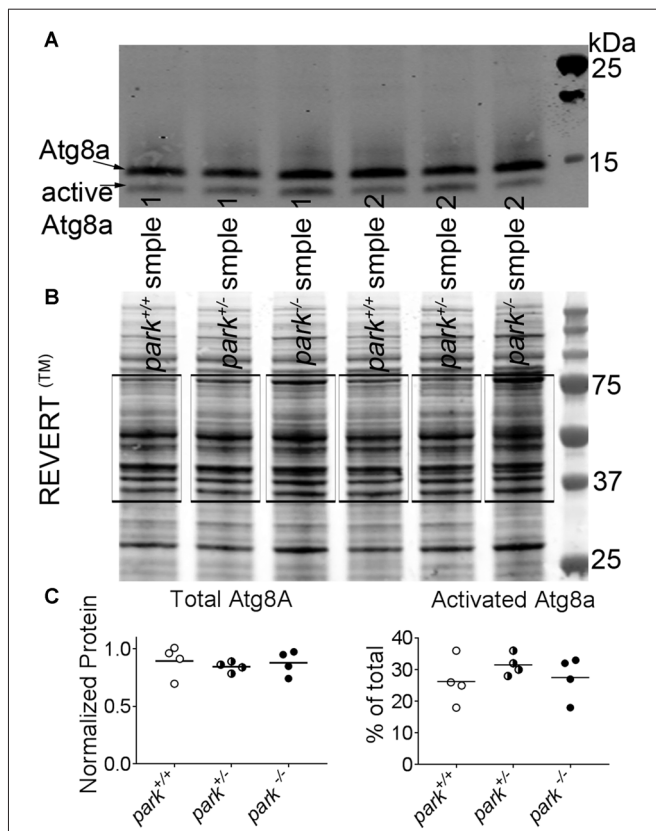 A
kDa
25
Atg8a
15
active
Atg8a
park+/+ smple 1
park+/- smple 1
park-/- smple 1
park+/+ smple 2
park+/- smple 2
park-/- smple 2
B
REVERT (TM)
75
37
25
C
Total Atg8A
Activated Atg8a
Normalized Protein
1.0
0.5
0.0
park+/+
park+/-
park-/-
% of total
40
30
20
10
0
park+/+
park+/-
park-/-